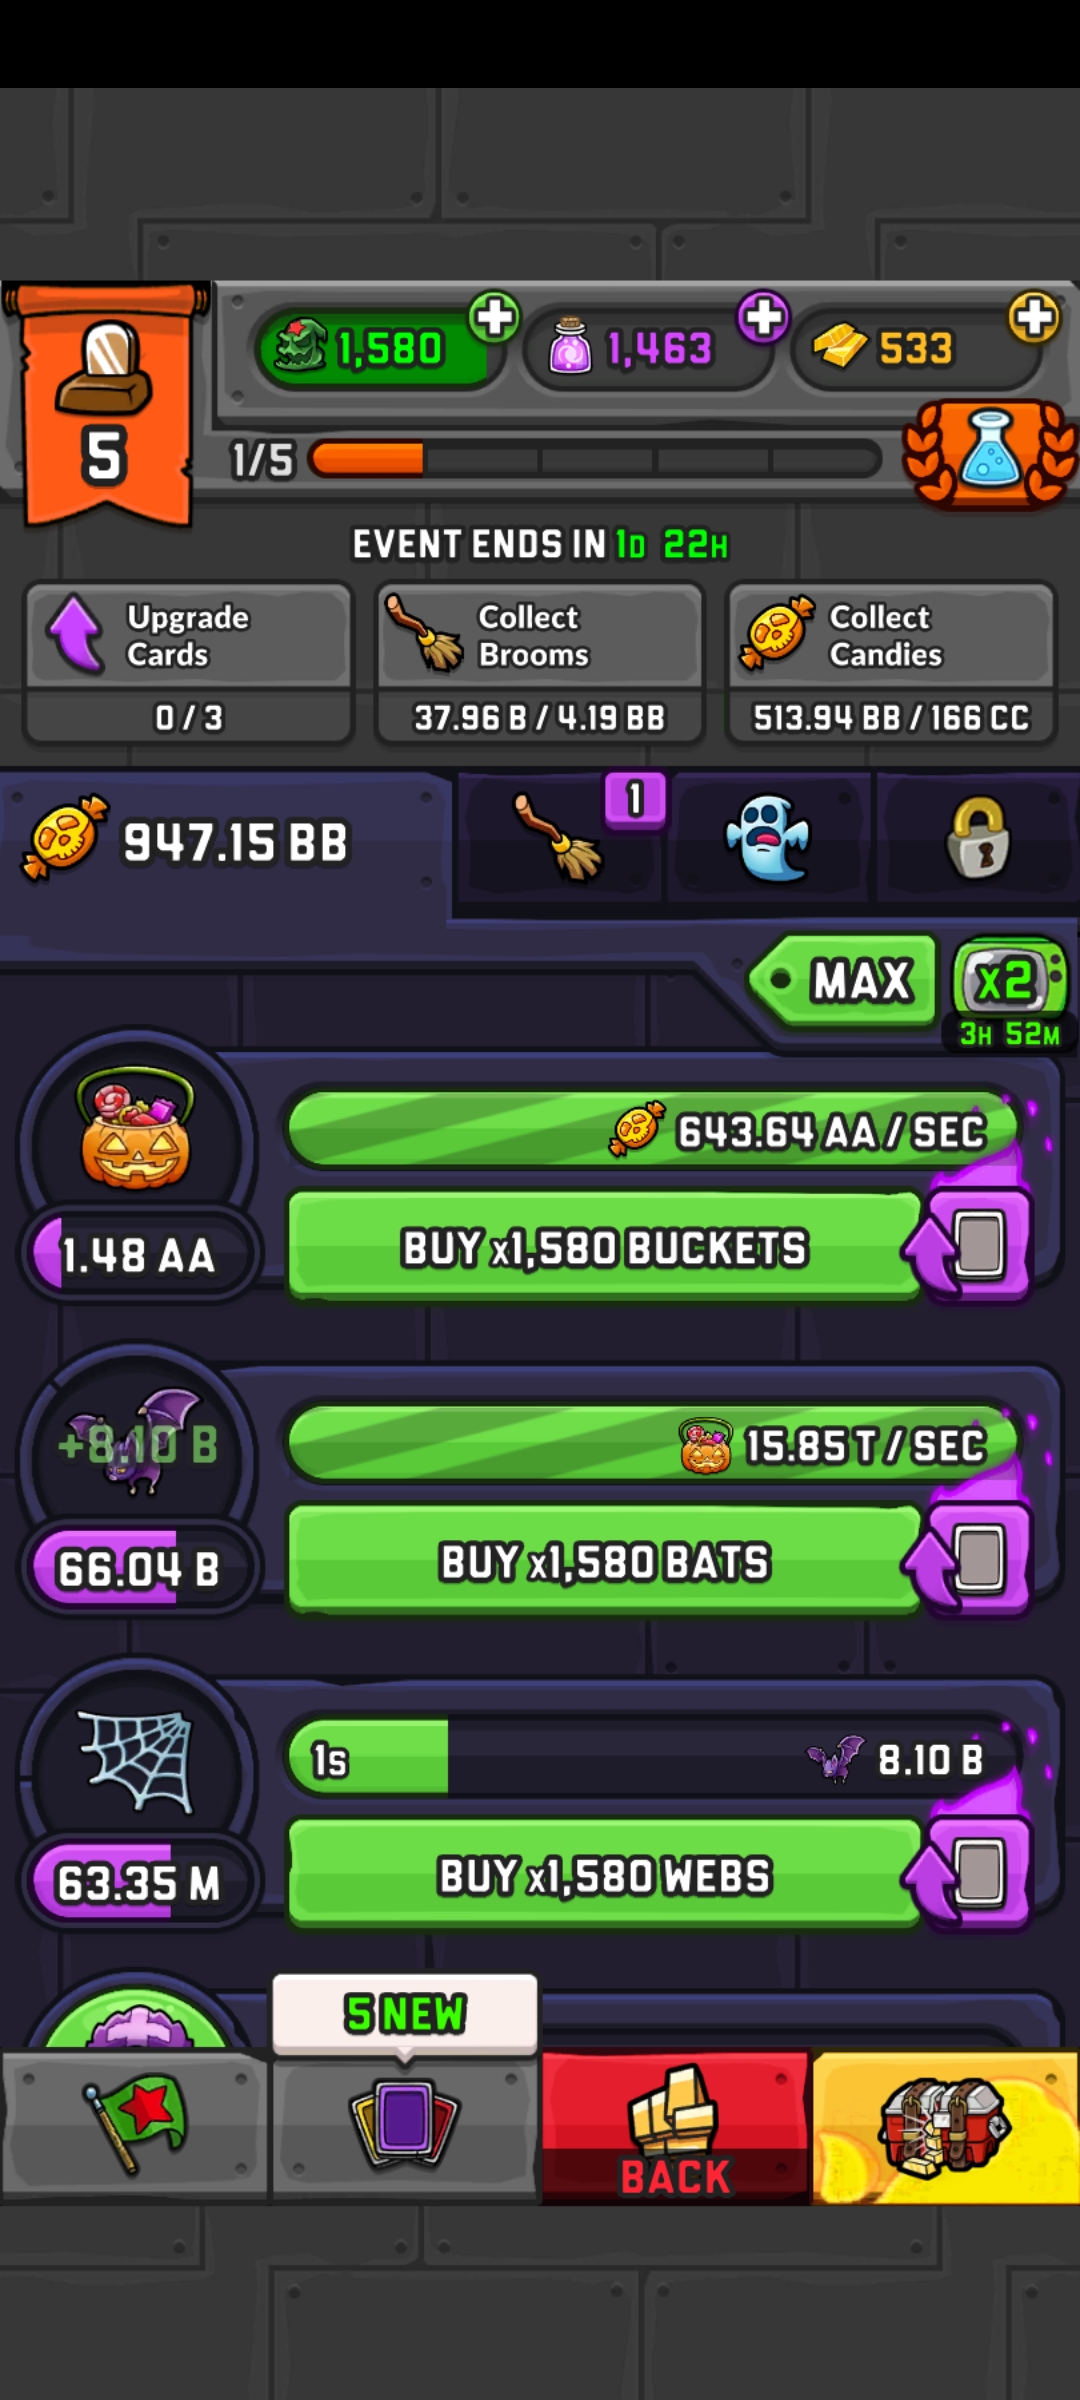 1,580
1,463
533
5
1/5
EVENT ENDS IN 1D 22H
Upgrade
Cards
0 / 3
Collect
Brooms
37.96 B / 4.19 BB
Collect
Candies
513.94 BB / 166 CC
947.15 BB
1
MAX
x2
3H 52M
643.64 AA / SEC
1.48 AA
BUY x1,580 BUCKETS
+8.10 B
15.85 T / SEC
66.04 B
BUY x1,580 BATS
1s
8.10 B
63.35 M
BUY x1,580 WEBS
5 NEW
BACK